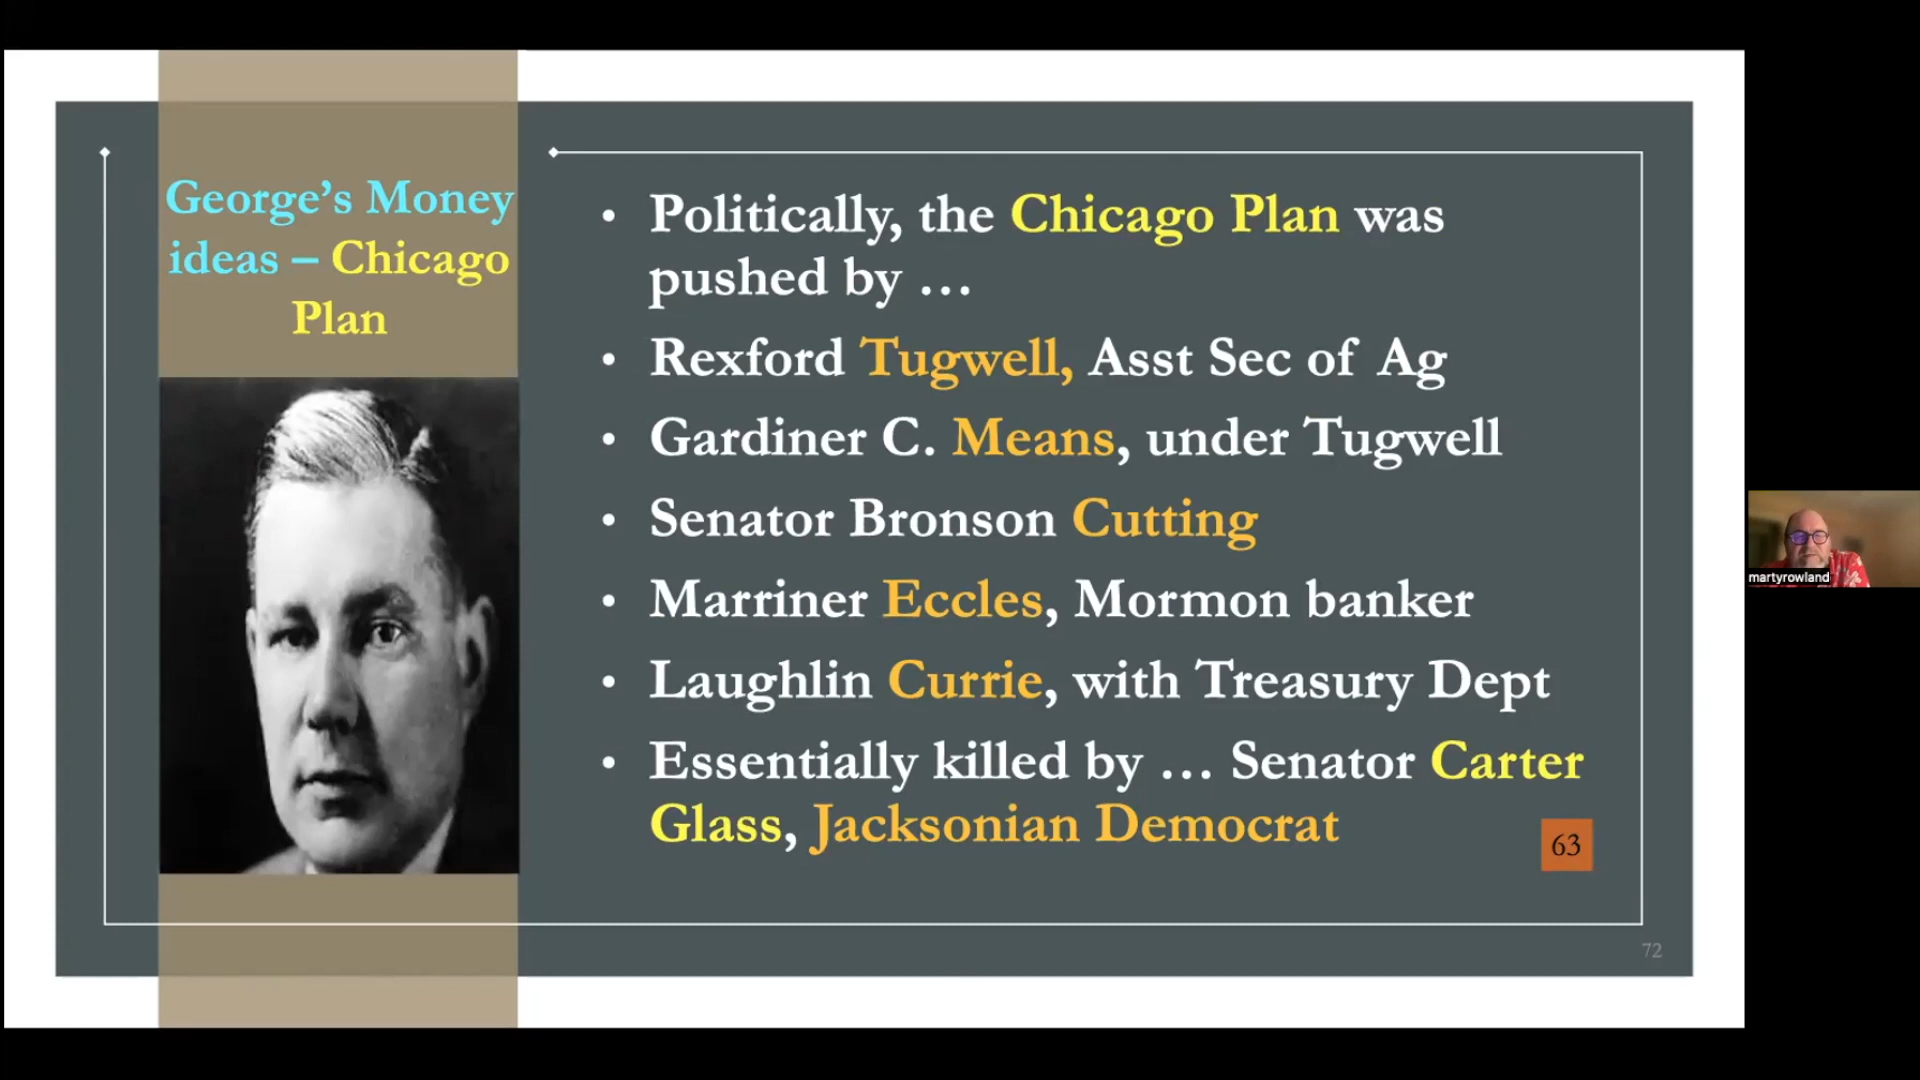 George's Money
ideas – Chicago
Plan
• Politically, the Chicago Plan was
pushed by …
• Rexford Tugwell, Asst Sec of Ag
• Gardiner C. Means, under Tugwell
• Senator Bronson Cutting
• Marriner Eccles, Mormon banker
• Laughlin Currie, with Treasury Dept
• Essentially killed by … Senator Carter
Glass, Jacksonian Democrat
63
72
martyrowland